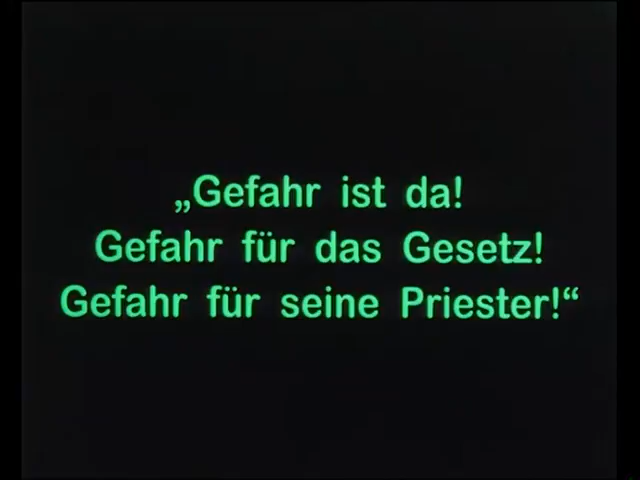 „Gefahr ist da!
Gefahr für das Gesetz!
Gefahr für seine Priester!“